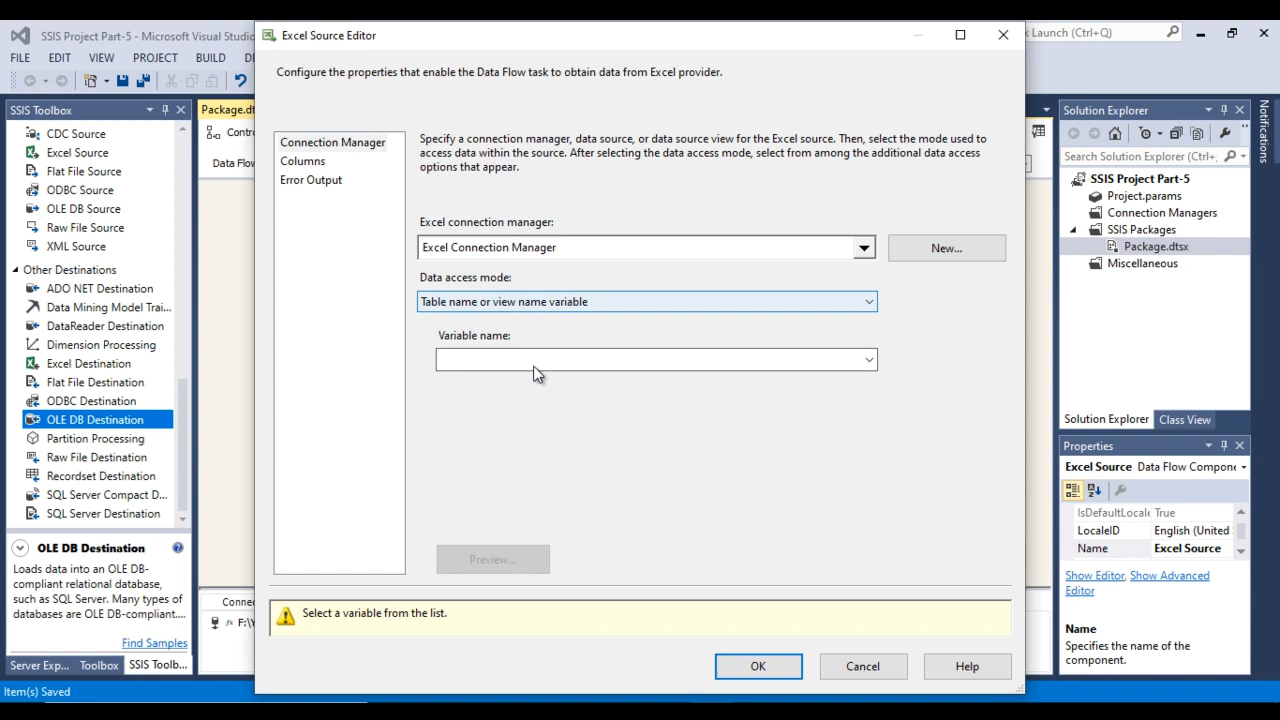 SSIS Project Part-5 - Microsoft Visual Studio
FILE EDIT VIEW PROJECT BUILD
SSIS Toolbox
CDC Source
Excel Source
Flat File Source
ODBC Source
OLE DB Source
Raw File Source
XML Source
Other Destinations
ADO NET Destination
Data Mining Model Trai...
DataReader Destination
Dimension Processing
Excel Destination
Flat File Destination
ODBC Destination
OLE DB Destination
Partition Processing
Raw File Destination
Recordset Destination
SQL Server Compact D...
SQL Server Destination
OLE DB Destination
Loads data into an OLE DB-
compliant relational database,
such as SQL Server. Many types of
databases are OLE DB-compliant....
Find Samples
Server Exp... Toolbox SSIS Toolb...
Item(s) Saved
Package.dt
Contr
Data Flow
Connec
F:\Y
Excel Source Editor
Configure the properties that enable the Data Flow task to obtain data from Excel provider.
Connection Manager
Columns
Error Output
Specify a connection manager, data source, or data source view for the Excel source. Then, select the mode used to
access data within the source. After selecting the data access mode, select from among the additional data access
options that appear.
Excel connection manager:
Excel Connection Manager
New...
Data access mode:
Table name or view name variable
Variable name:
Preview...
Select a variable from the list.
OK Cancel Help
Launch (Ctrl+Q)
Solution Explorer
Search Solution Explorer (Ctrl+;
SSIS Project Part-5
Project.params
Connection Managers
SSIS Packages
Package.dtsx
Miscellaneous
Solution Explorer Class View
Notifications
Properties
Excel Source Data Flow Compone
IsDefaultLocale True
LocaleID English (United
Name Excel Source
Show Editor, Show Advanced
Editor
Name
Specifies the name of the
component.